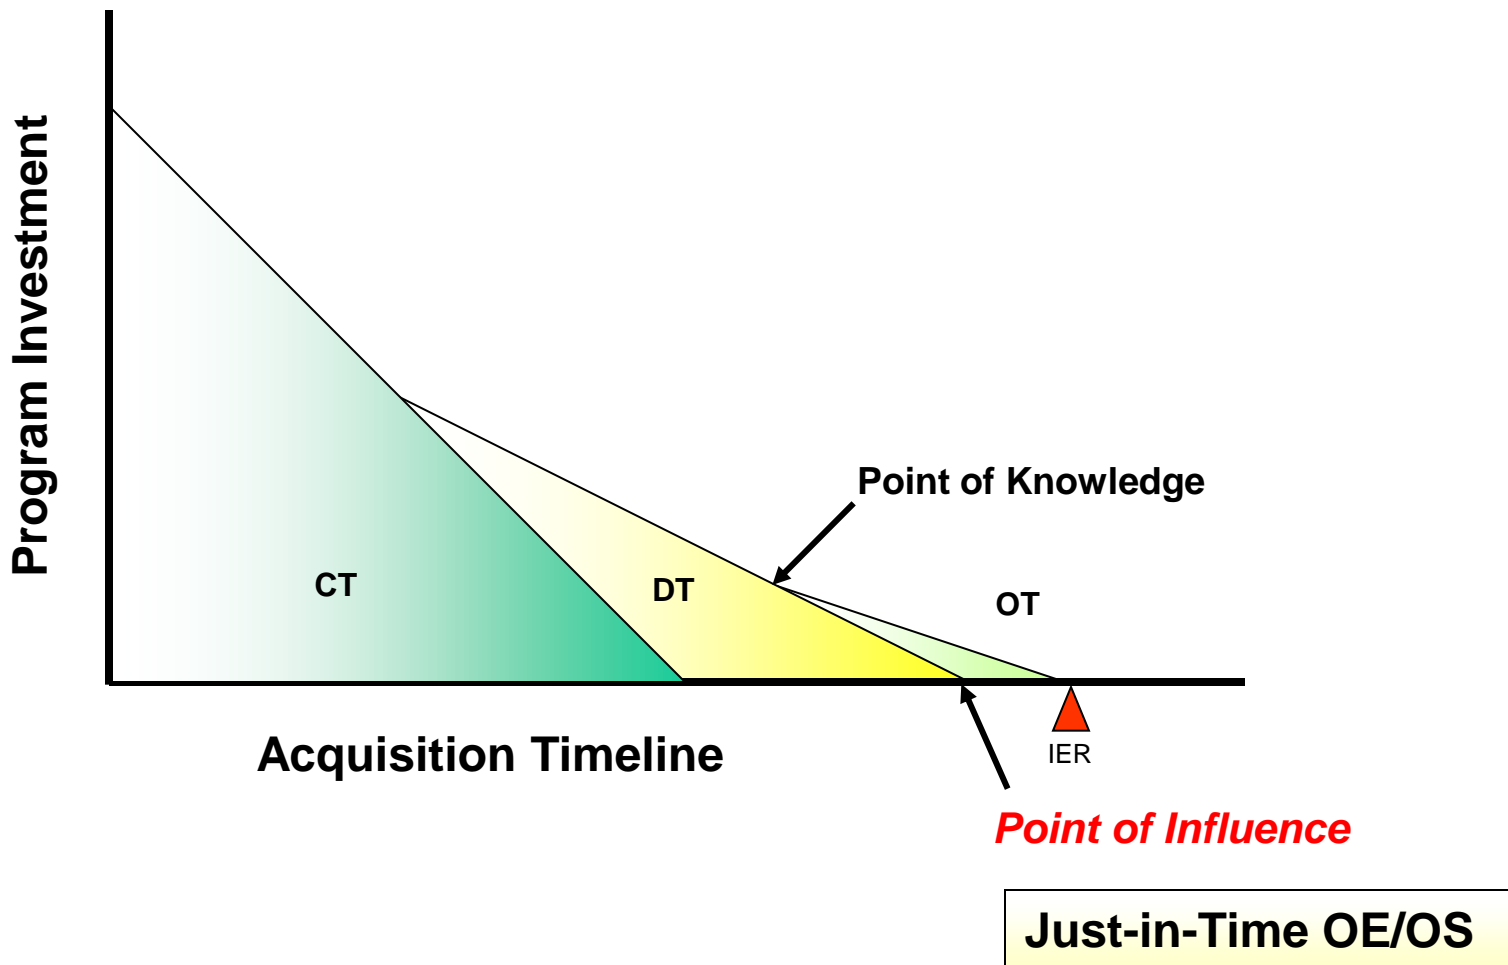 Program Investment
Point of Knowledge
CT
DT
OT
Acquisition Timeline
IER
Point of Influence
Just-in-Time OE/OS